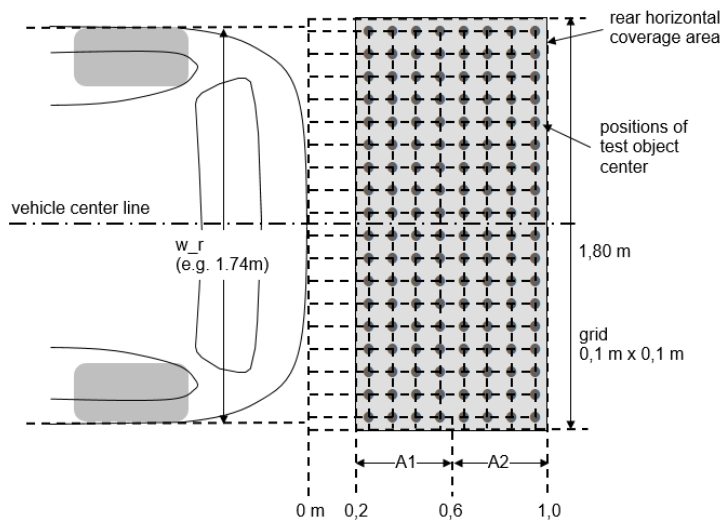 rear horizontal
coverage area
positions of
test object
center
vehicle center line
w_r
(e.g. 1.74m)
1,80 m
grid
0,1 m x 0,1 m
A1
A2
0 m
0,2
0,6
1,0